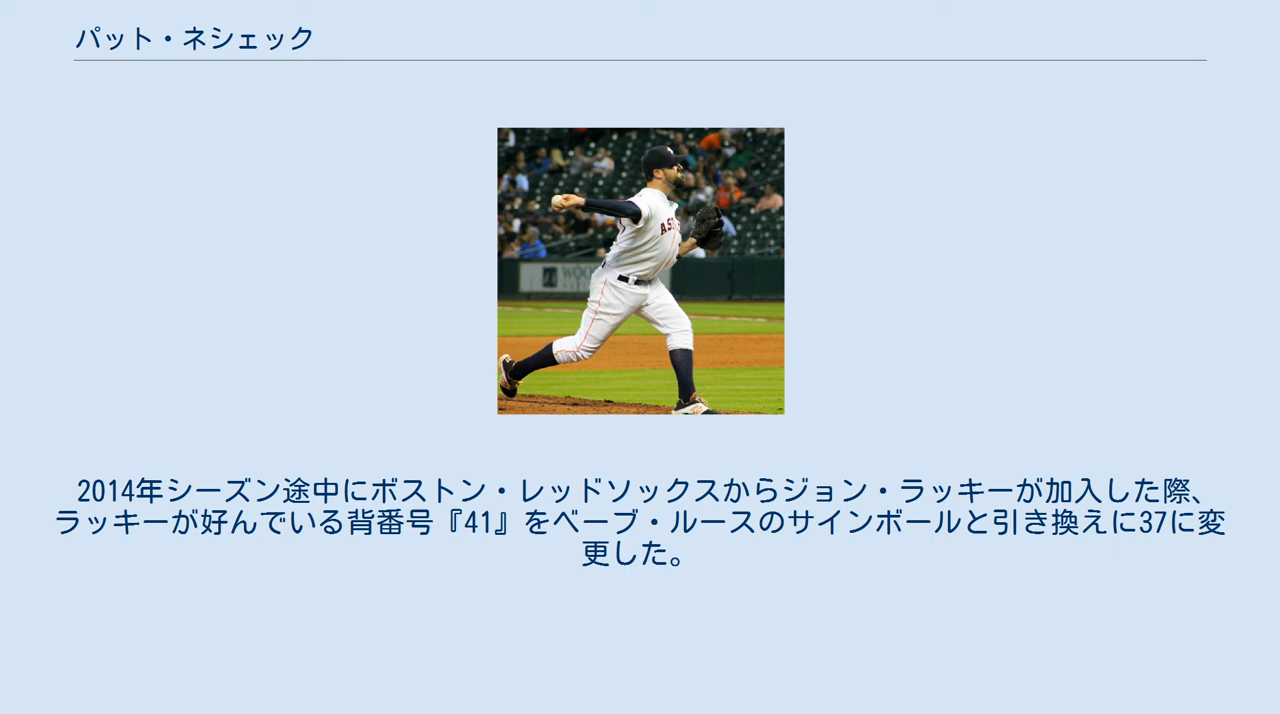 パット・ネシェック
2014年シーズン途中にボストン・レッドソックスからジョン・ラッキーが加入した際、
ラッキーが好んでいる背番号『41』をベーブ・ルースのサインボールと引き換えに37に変
更した。